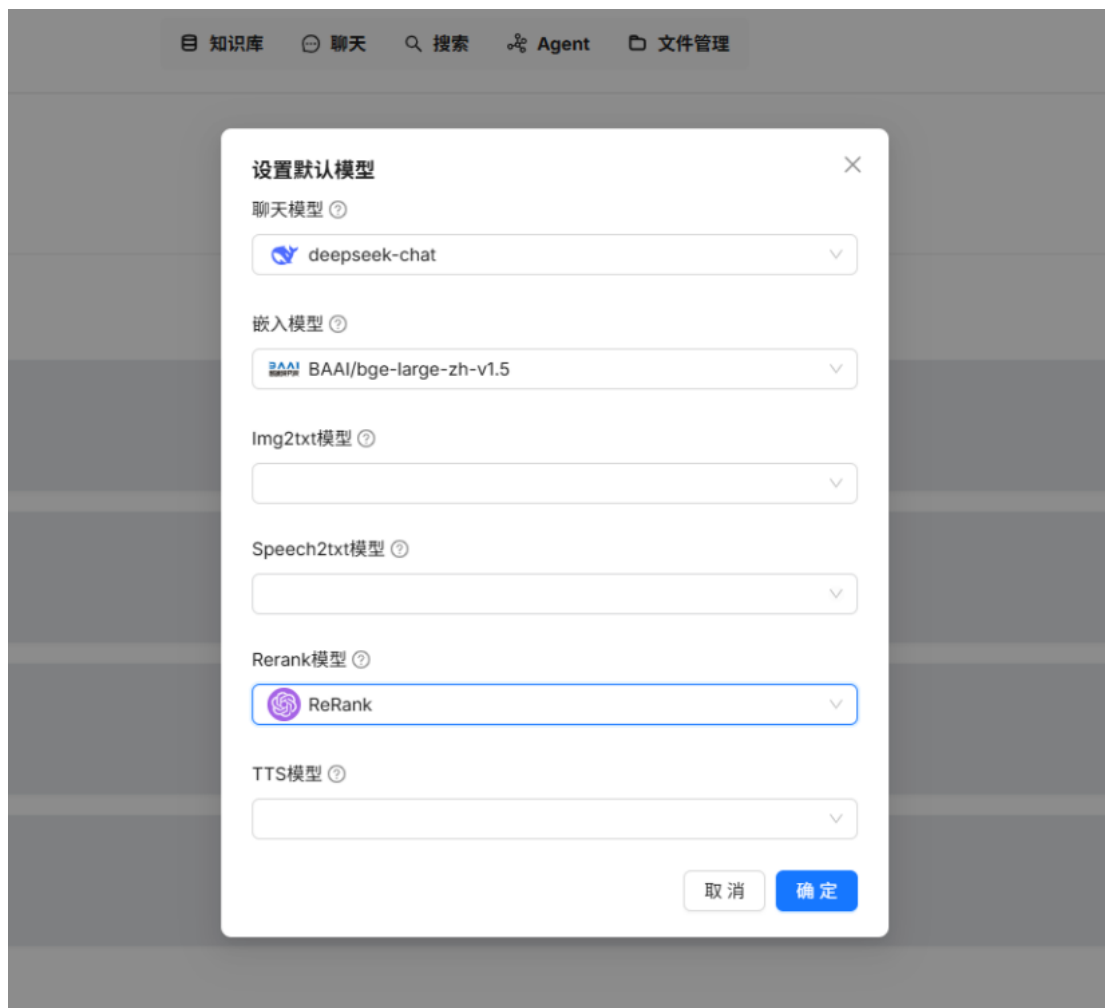 知识库 聊天 搜索 Agent 文件管理
设置默认模型
聊天模型
deepseek-chat
嵌入模型
BAAI BAAI/bge-large-zh-v1.5
Img2txt模型
Speech2txt模型
Rerank模型
ReRank
TTS模型
取 消 确 定